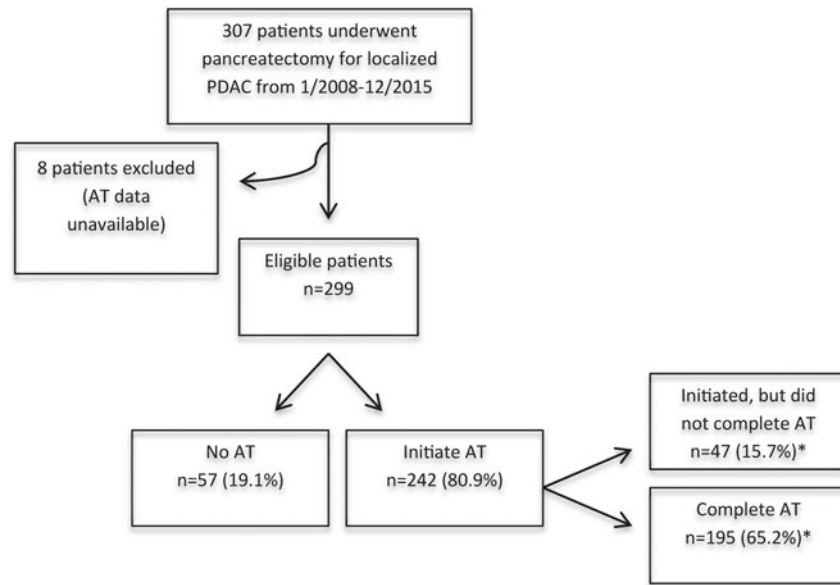 307 patients underwent
pancreatectomy for localized
PDAC from 1/2008-12/2015
8 patients excluded
(AT data
unavailable)
Eligible patients
n=299
No AT
n=57 (19.1%)
Initiate AT
n=242 (80.9%)
Initiated, but did
not complete AT
n=47 (15.7%)*
Complete AT
n=195 (65.2%)*